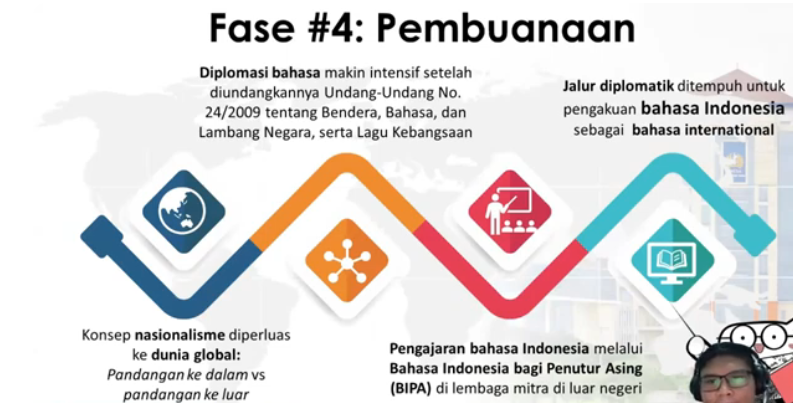 Fase #4: Pembuanaan
Diplomasi bahasa makin intensif setelah
diundangkannya Undang-Undang No.
24/2009 tentang Bendera, Bahasa, dan
Lambang Negara, serta Lagu Kebangsaan
Jalur diplomatik ditempuh untuk
pengakuan bahasa Indonesia
sebagai bahasa international
Konsep nasionalisme diperluas
ke dunia global:
Pandangan ke dalam vs
pandangan ke luar
Pengajaran bahasa Indonesia melalui
Bahasa Indonesia bagi Penutur Asing
(BIPA) di lembaga mitra di luar negeri